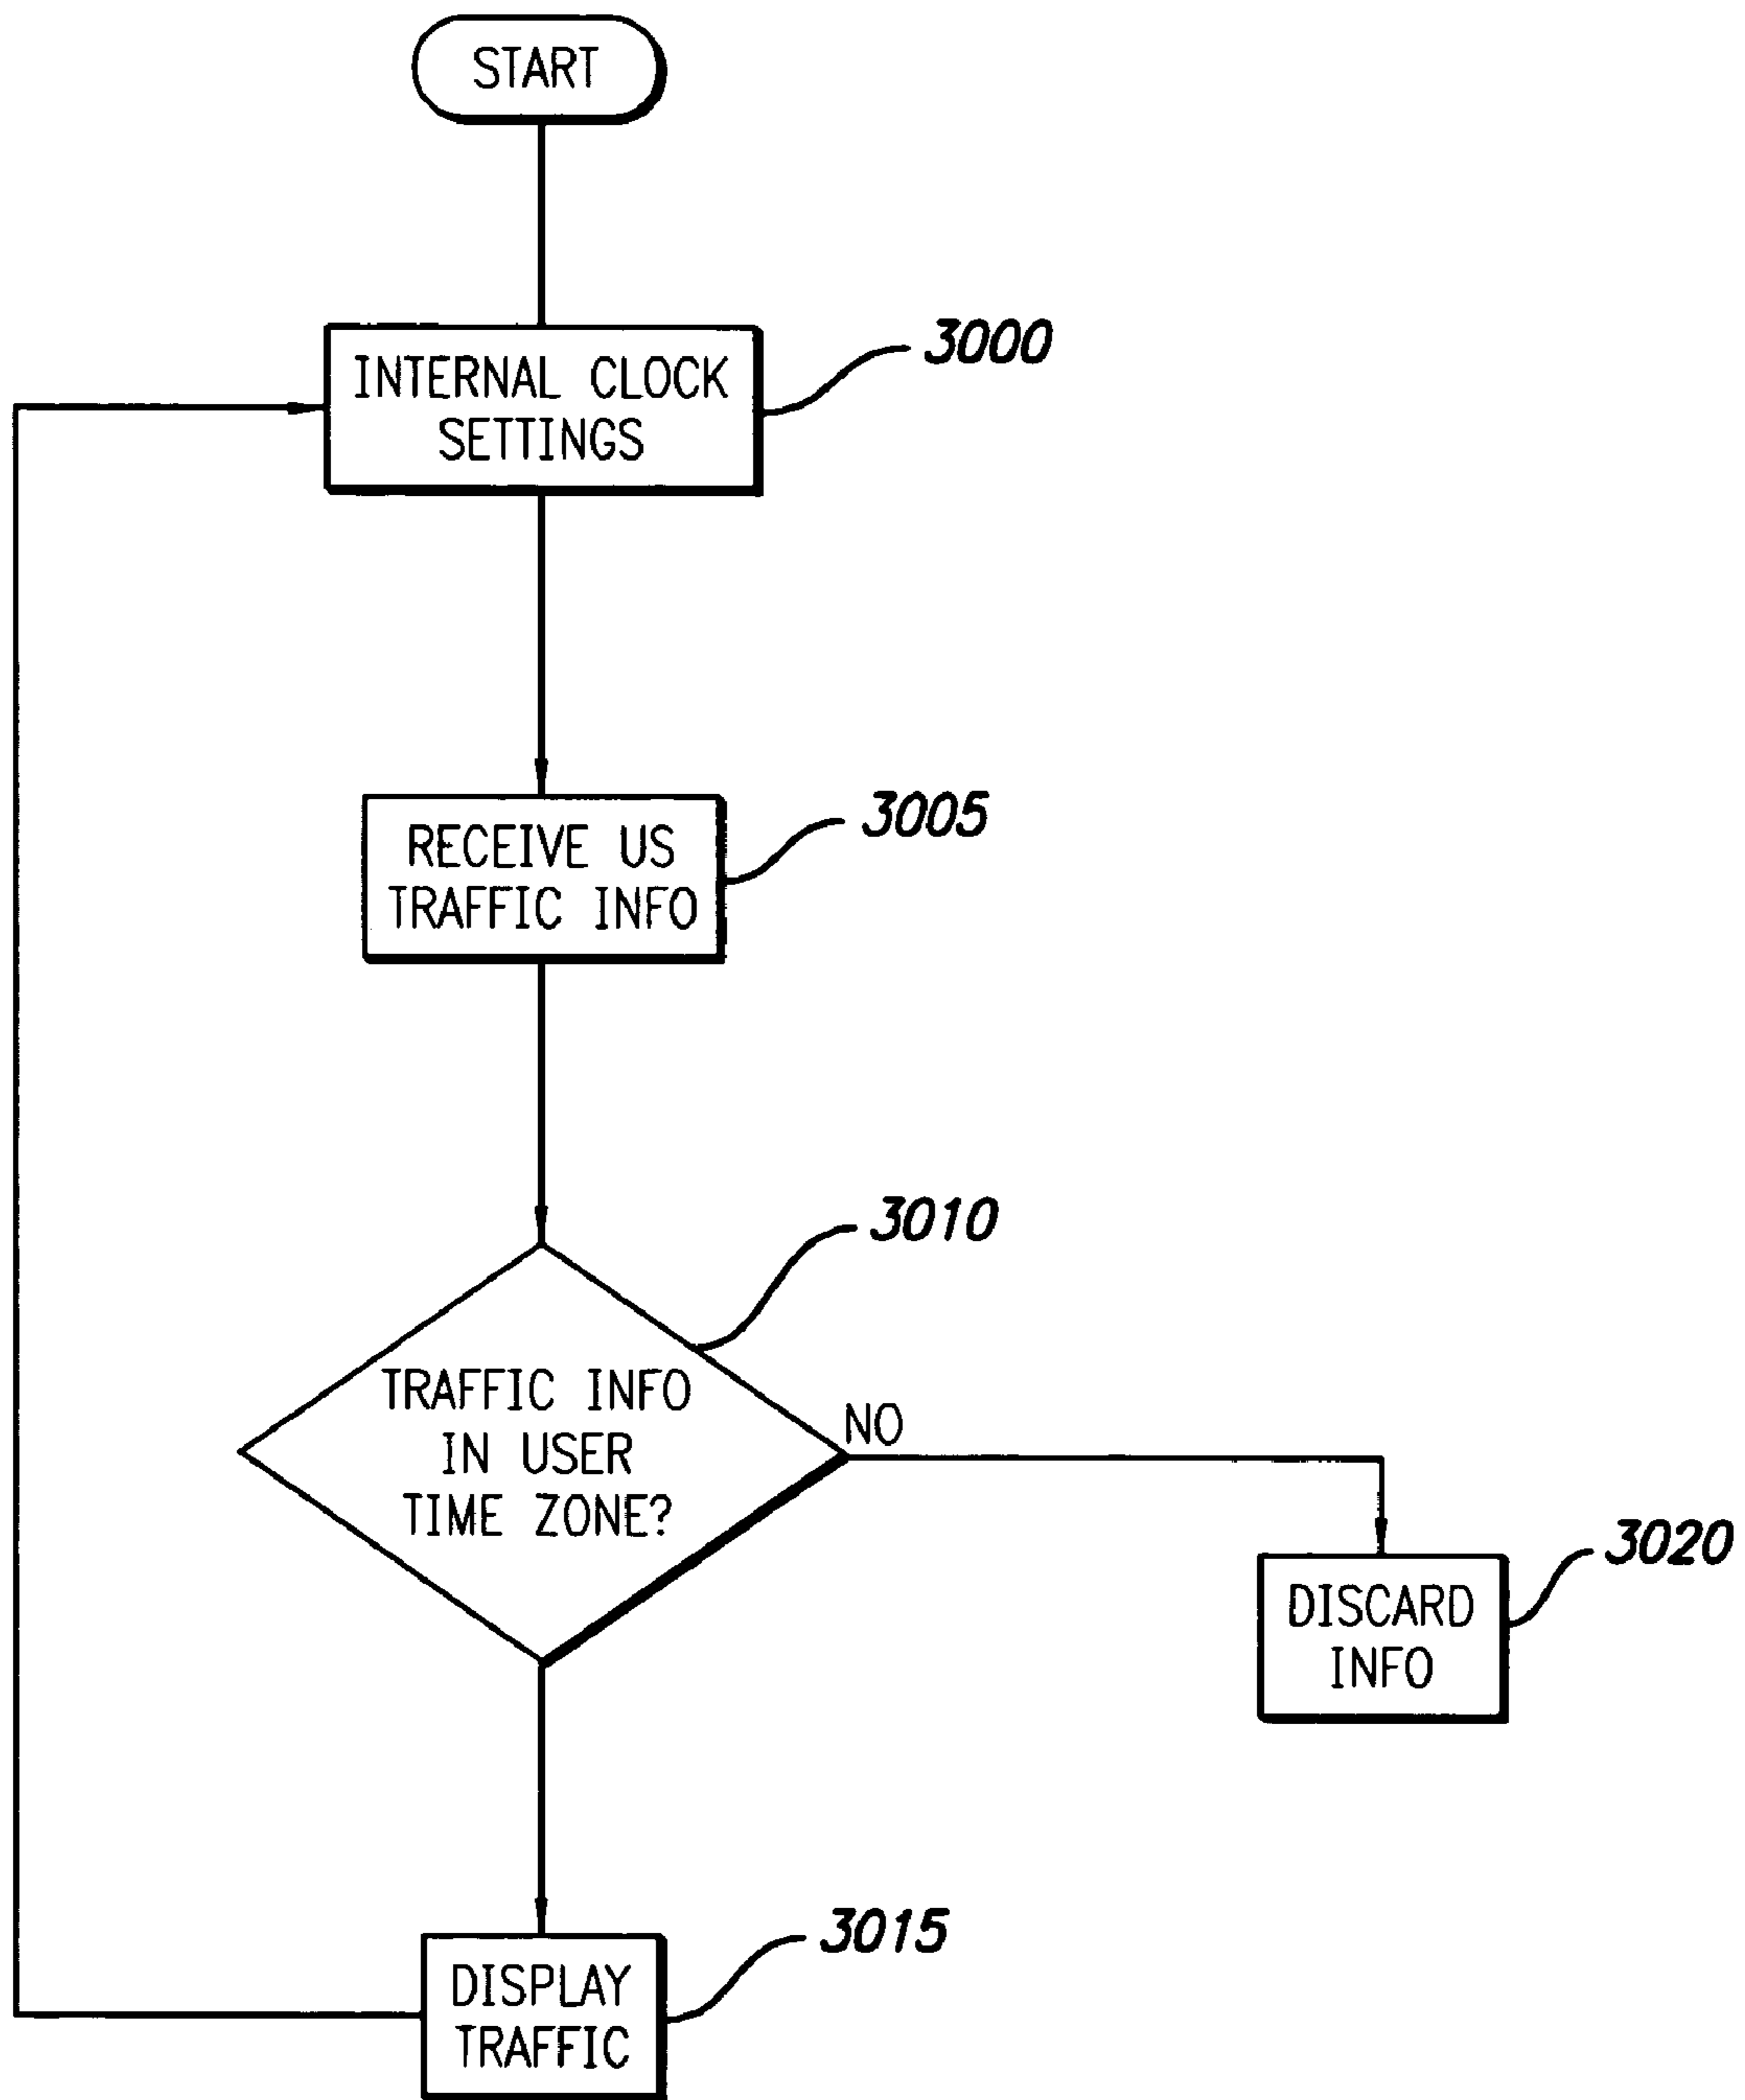 START
INTERNAL CLOCK
SETTINGS
3000
RECEIVE US
TRAFFIC INFO
3005
3010
TRAFFIC INFO
IN USER
TIME ZONE?
NO
3020
DISCARD
INFO
3015
DISPLAY
TRAFFIC